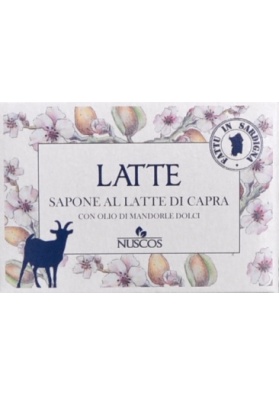 LATTE
SAPONE AL LATTE DI CAPRA
CON OLIO DI MANDORLE DOLCI
NUSCOS
FATTU IN SARDIGNA